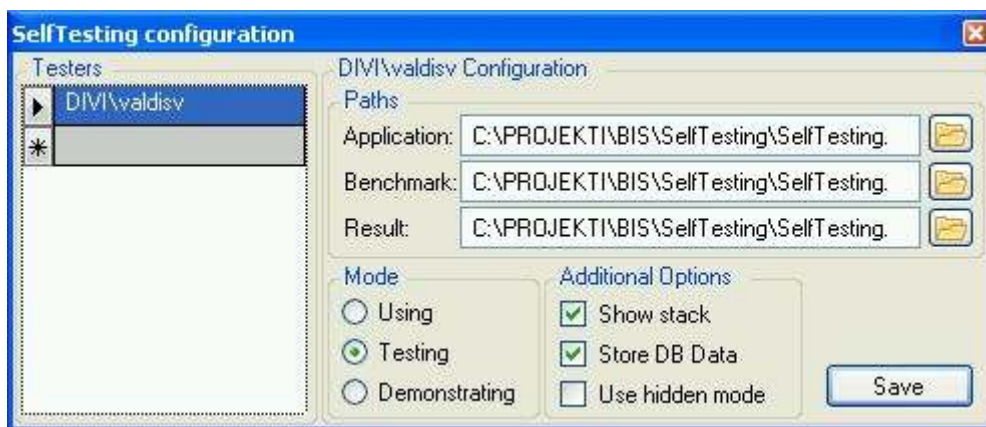 SelfTesting configuration
Testers
DIVI\valdisv
DIVI\valdisv Configuration
Paths
Application: C:\PROJEKTI\BIS\SelfTesting\SelfTesting.
Benchmark: C:\PROJEKTI\BIS\SelfTesting\SelfTesting.
Result: C:\PROJEKTI\BIS\SelfTesting\SelfTesting.
Mode
Using
Testing
Demonstrating
Additional Options
Show stack
Store DB Data
Use hidden mode
Save